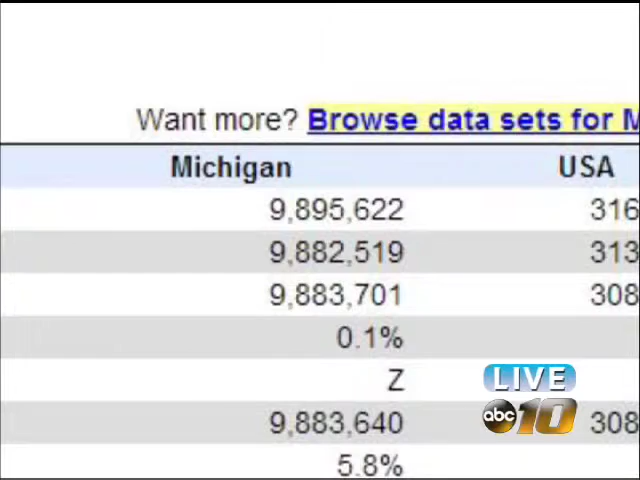 Want more? Browse data sets for M
Michigan USA
9,895,622 316
9,882,519 313
9,883,701 308
0.1%
Z
9,883,640 308
5.8%
LIVE
abc 10